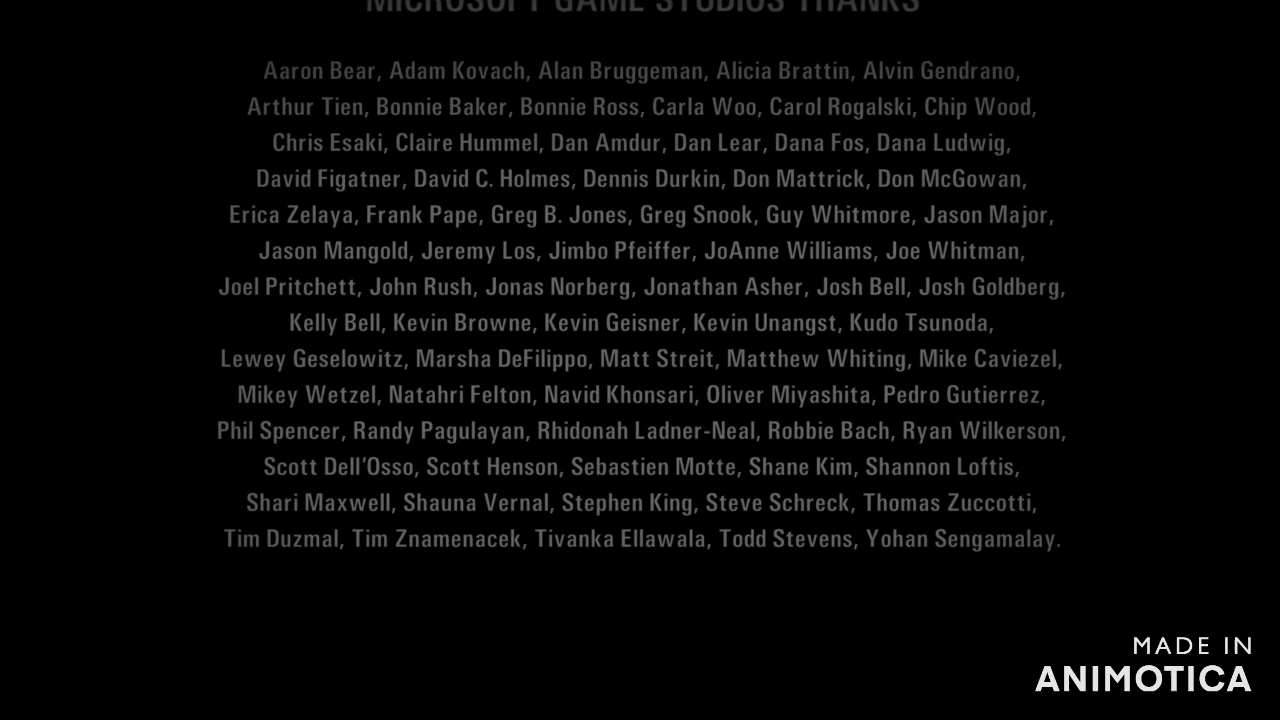 MICROSOFT GAME STUDIOS THANKS
Aaron Bear, Adam Kovach, Alan Bruggeman, Alicia Brattin, Alvin Gendrano,
Arthur Tien, Bonnie Baker, Bonnie Ross, Carla Woo, Carol Rogalski, Chip Wood,
Chris Esaki, Claire Hummel, Dan Amdur, Dan Lear, Dana Fos, Dana Ludwig,
David Figatner, David C. Holmes, Dennis Durkin, Don Mattrick, Don McGowan,
Erica Zelaya, Frank Pape, Greg B. Jones, Greg Snook, Guy Whitmore, Jason Major,
Jason Mangold, Jeremy Los, Jimbo Pfeiffer, JoAnne Williams, Joe Whitman,
Joel Pritchett, John Rush, Jonas Norberg, Jonathan Asher, Josh Bell, Josh Goldberg,
Kelly Bell, Kevin Browne, Kevin Geisner, Kevin Unangst, Kudo Tsunoda,
Lewey Geselowitz, Marsha DeFilippo, Matt Streit, Matthew Whiting, Mike Caviezel,
Mikey Wetzel, Natahri Felton, Navid Khonsari, Oliver Miyashita, Pedro Gutierrez,
Phil Spencer, Randy Pagulayan, Rhidonah Ladner-Neal, Robbie Bach, Ryan Wilkerson,
Scott Dell’Osso, Scott Henson, Sebastien Motte, Shane Kim, Shannon Loftis,
Shari Maxwell, Shauna Vernal, Stephen King, Steve Schreck, Thomas Zuccotti,
Tim Duzmal, Tim Znamenacek, Tivanka Ellawala, Todd Stevens, Yohan Sengamalay.
MADE IN
ANIMOTICA